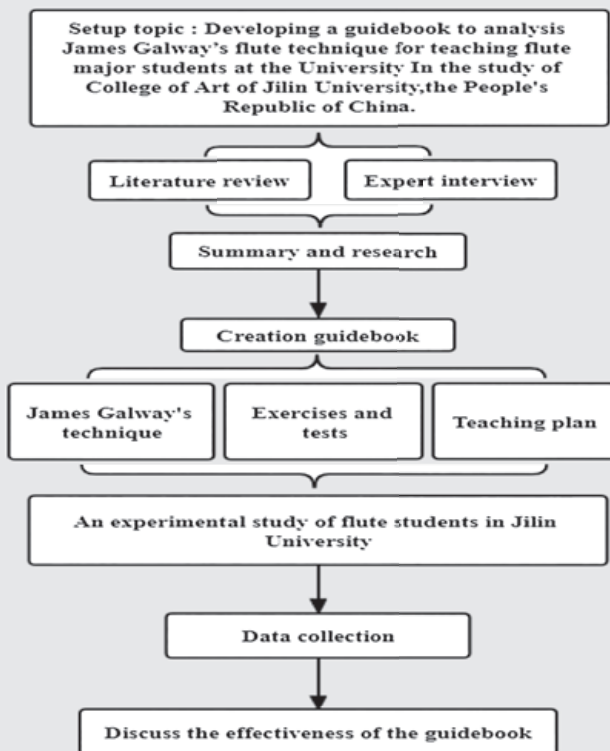 Setup topic : Developing a guidebook to analysis
James Galway's flute technique for teaching flute
major students at the University In the study of
College of Art of Jilin University,the People's
Republic of China.
Literature review
Expert interview
Summary and research
Creation guidebook
James Galway's
technique
Exercises and
tests
Teaching plan
An experimental study of flute students in Jilin
University
Data collection
Discuss the effectiveness of the guidebook